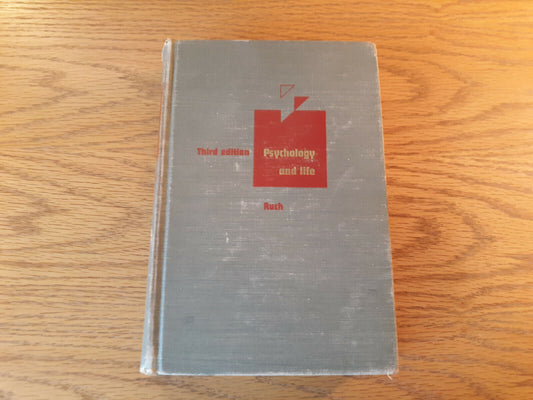 Third edition Psychology
and life
Ruch